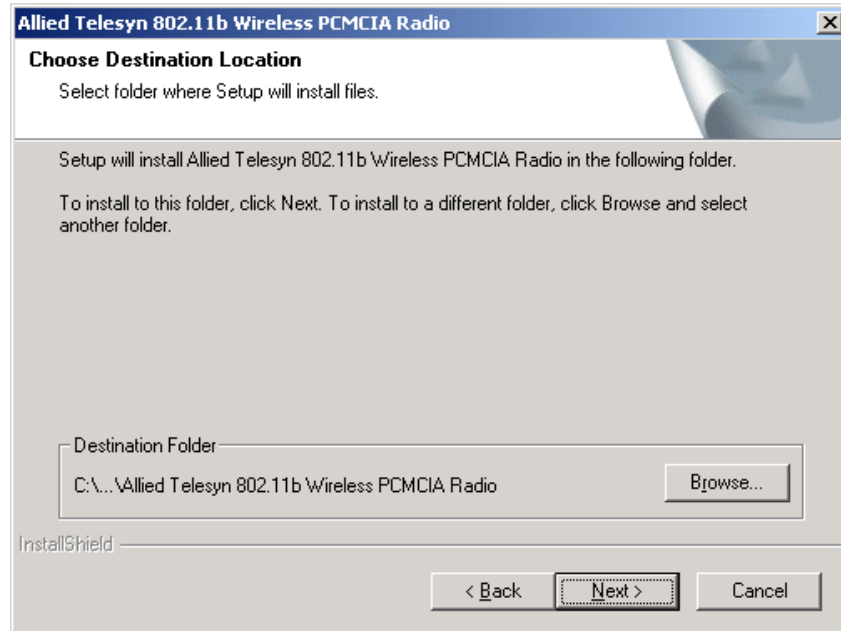 Allied Telesyn 802.11b Wireless PCMCIA Radio
Choose Destination Location
Select folder where Setup will install files.
Setup will install Allied Telesyn 802.11b Wireless PCMCIA Radio in the following folder.
To install to this folder, click Next. To install to a different folder, click Browse and select
another folder.
Destination Folder
C:\...\Allied Telesyn 802.11b Wireless PCMCIA Radio
Browse...
InstallShield
< Back
Next >
Cancel